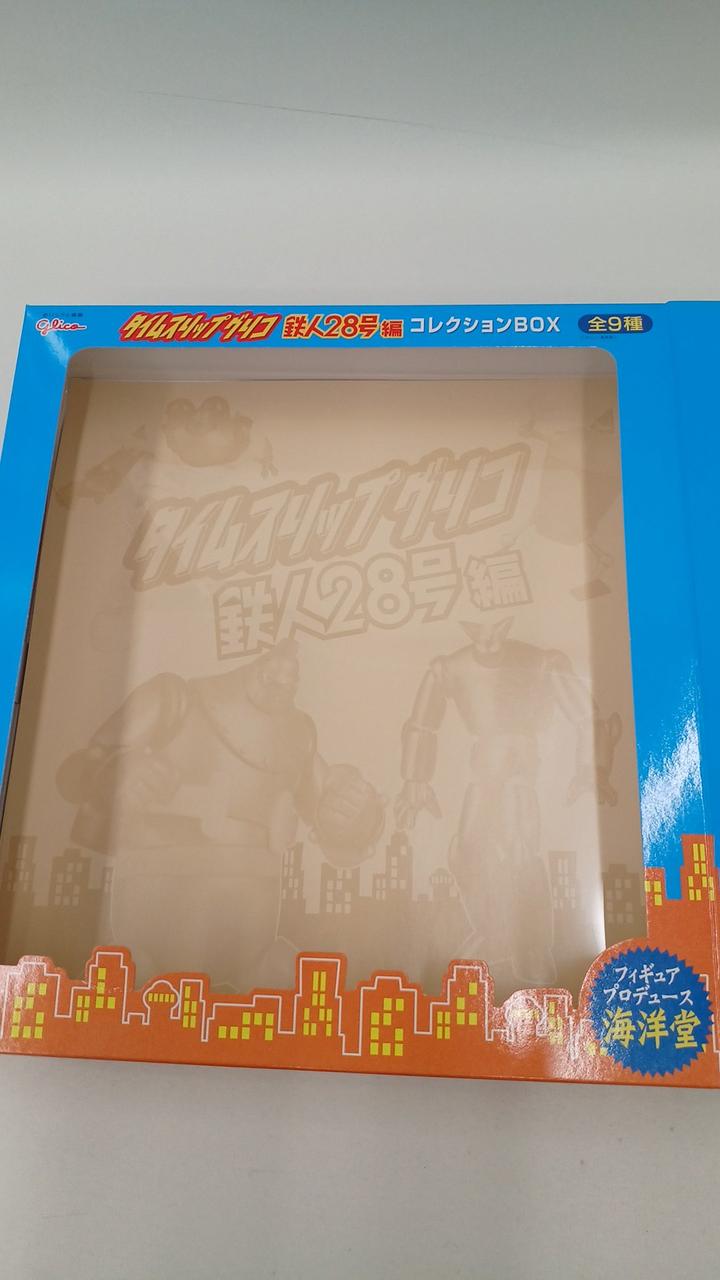 glico
タイムスリップグリコ 鉄人28号編 コレクションBOX 全9種
タイムスリップグリコ
鉄人28号編
フィギュア
プロデュース
海洋堂